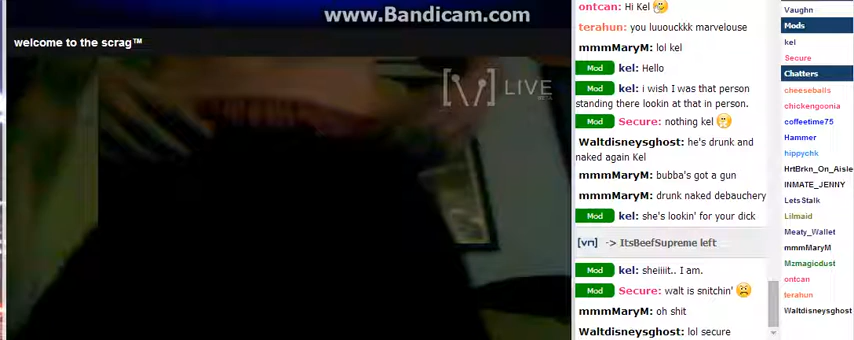 www.Bandicam.com
welcome to the scrag™
[\/] LIVE
BETA
ontcan: Hi Kel
terahun: you luuouckkk marvelouse
mmmMaryM: lol kel
Mod kel: Hello
Mod kel: i wish I was that person
standing there lookin at that in person.
Mod Secure: nothing kel
Waltdisneysghost: he's drunk and
naked again Kel
mmmMaryM: bubba's got a gun
mmmMaryM: drunk naked debauchery
Mod kel: she's lookin' for your dick
[vn] -> ItsBeefSupreme left
Mod kel: sheiiiit.. I am.
Mod Secure: walt is snitchin'
mmmMaryM: oh shit
Waltdisneysghost: lol secure
Vaughn
Mods
kel
Secure
Chatters
cheeseballs
chickengoonia
coffeetime75
Hammer
hippychk
HrtBrkn_On_Aisle
INMATE_JENNY
LetsStalk
Lilmaid
Meaty_Wallet
mmmMaryM
Mzmagicdust
ontcan
terahun
Waltdisneysghost